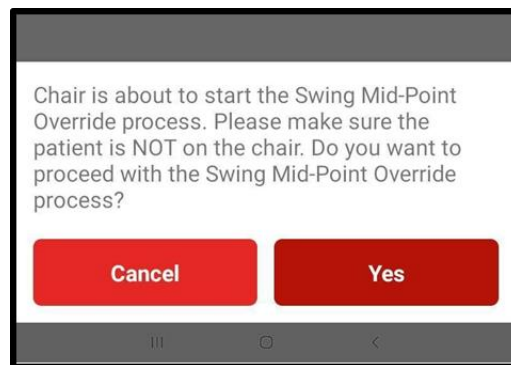 Chair is about to start the Swing Mid-Point
Override process. Please make sure the
patient is NOT on the chair. Do you want to
proceed with the Swing Mid-Point Override
process?
Cancel
Yes